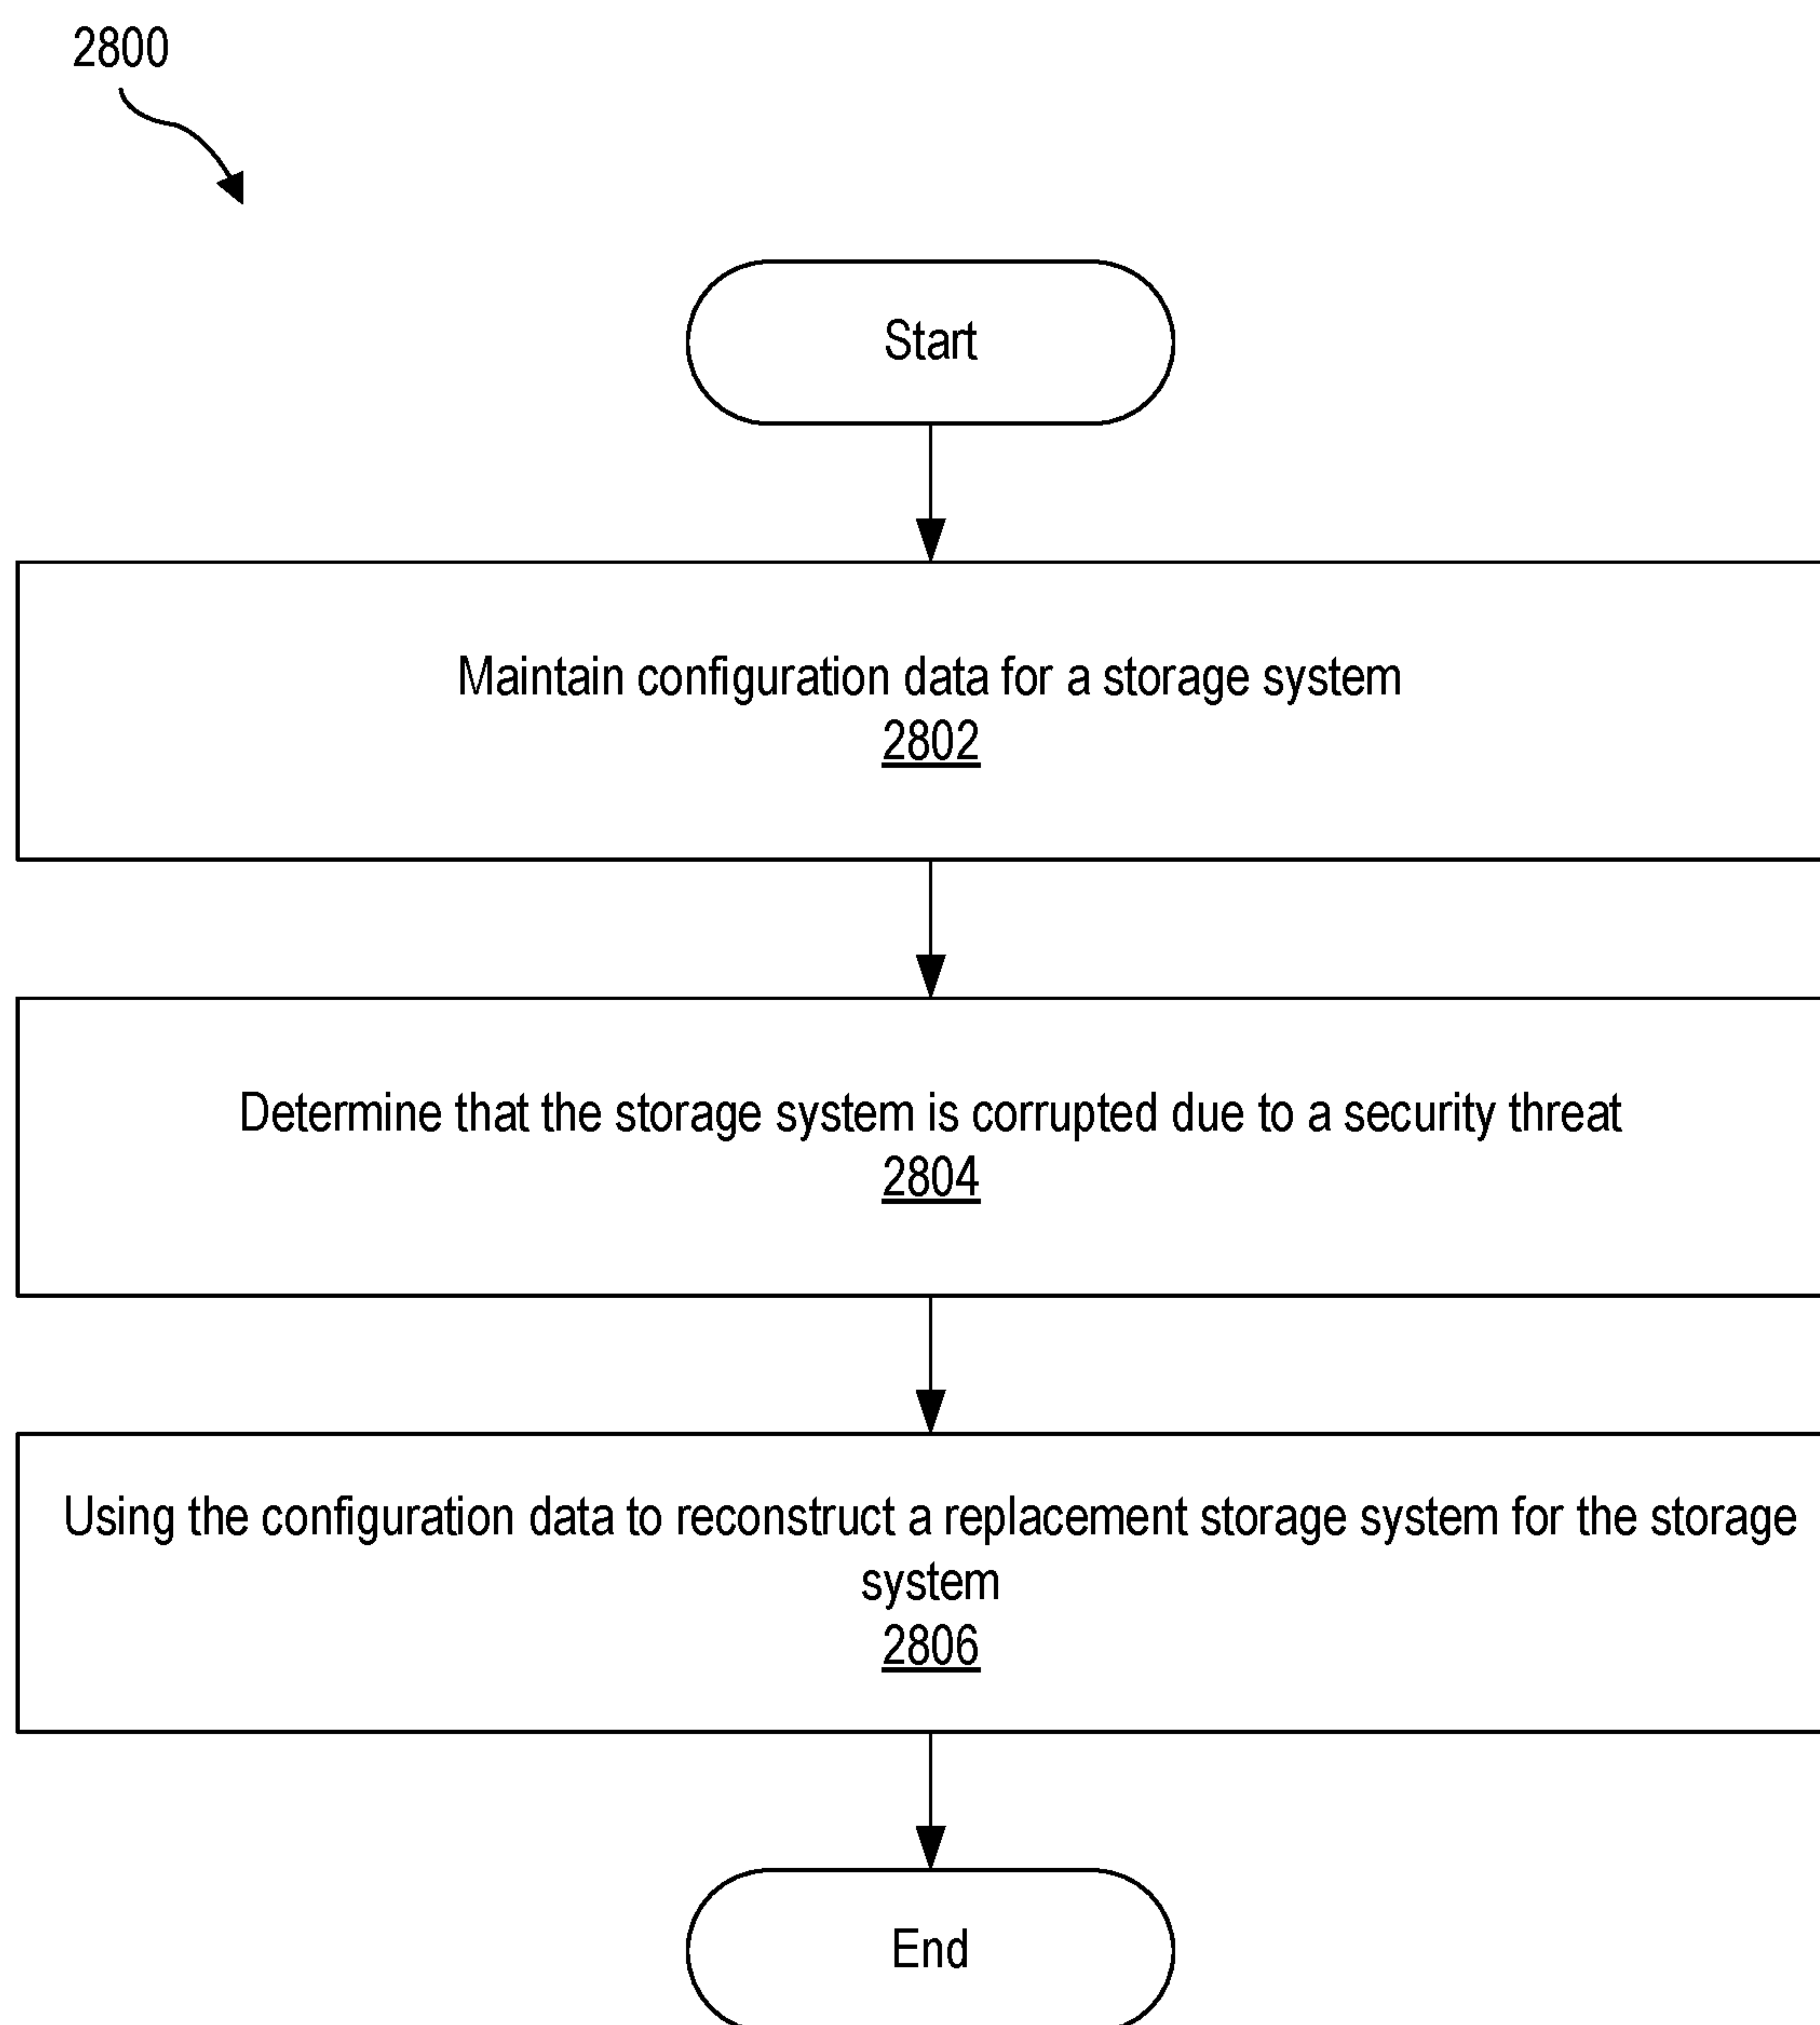 2800
Start
Maintain configuration data for a storage system
2802
Determine that the storage system is corrupted due to a security threat
2804
Using the configuration data to reconstruct a replacement storage system for the storage
system
2806
End